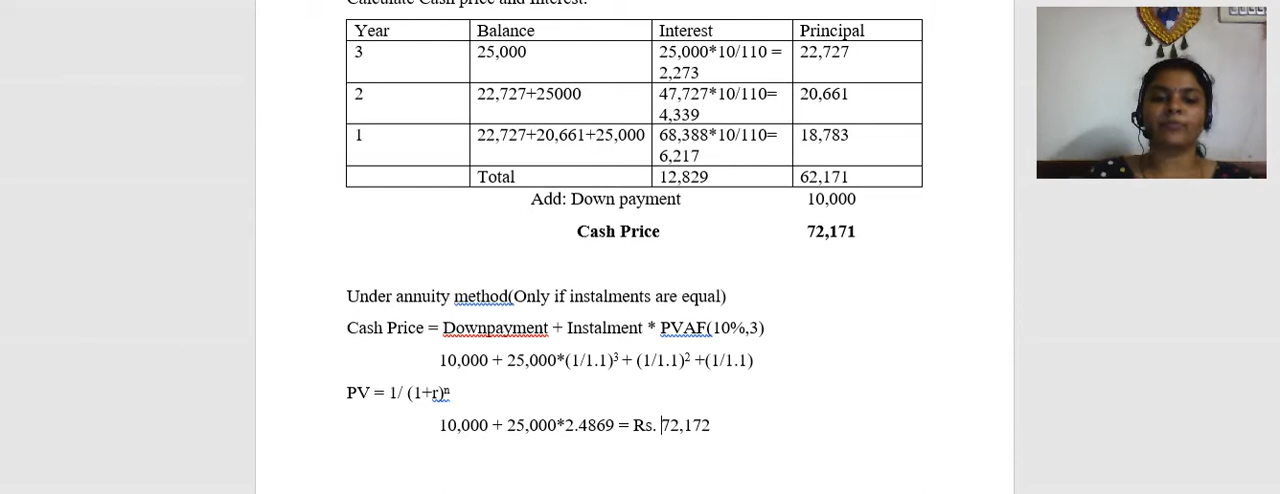 Calculate Cash price and Interest.
Year Balance Interest Principal
3 25,000 25,000*10/110 = 22,727
2,273
2 22,727+25000 47,727*10/110= 20,661
4,339
1 22,727+20,661+25,000 68,388*10/110= 18,783
6,217
Total 12,829 62,171
Add: Down payment 10,000
Cash Price 72,171
Under annuity method(Only if instalments are equal)
Cash Price = Downpayment + Instalment * PVAF(10%,3)
10,000 + 25,000*(1/1.1)³ + (1/1.1)² +(1/1.1)
PV = 1/ (1+r)ⁿ
10,000 + 25,000*2.4869 = Rs. 72,172